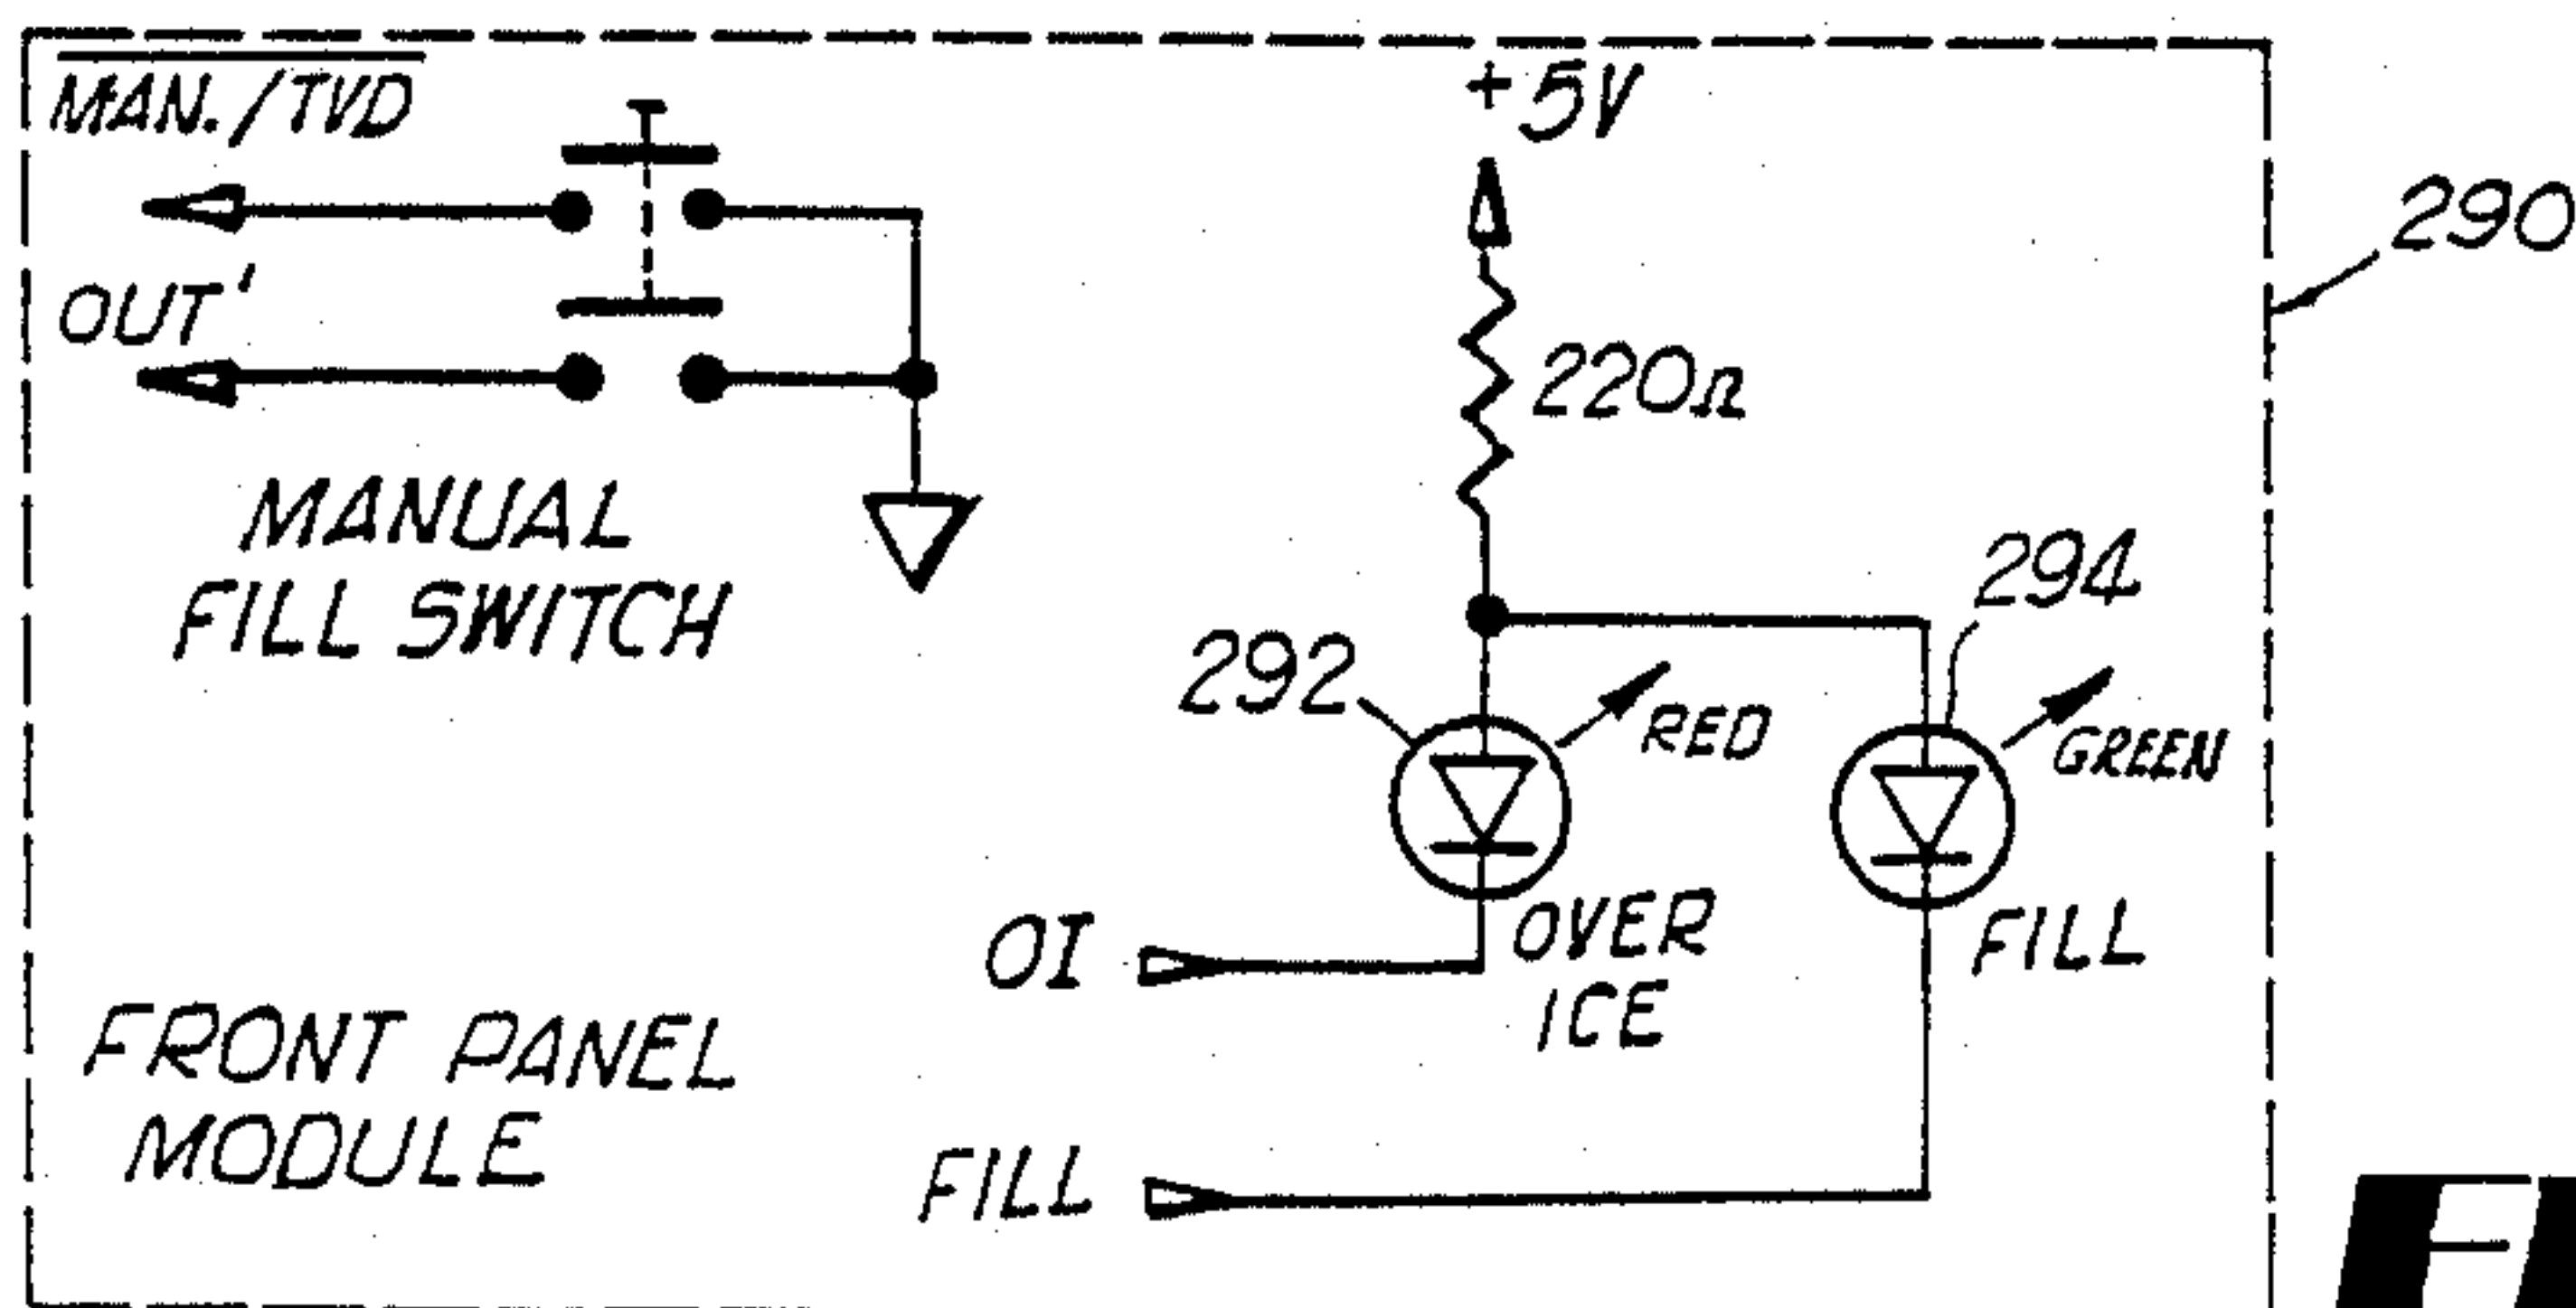 MAN./TVD
+5V
290
OUT'
220Ω
MANUAL
FILL SWITCH
294
292
RED
GREEN
OI
OVER
ICE
FILL
FRONT PANEL
MODULE
FILL